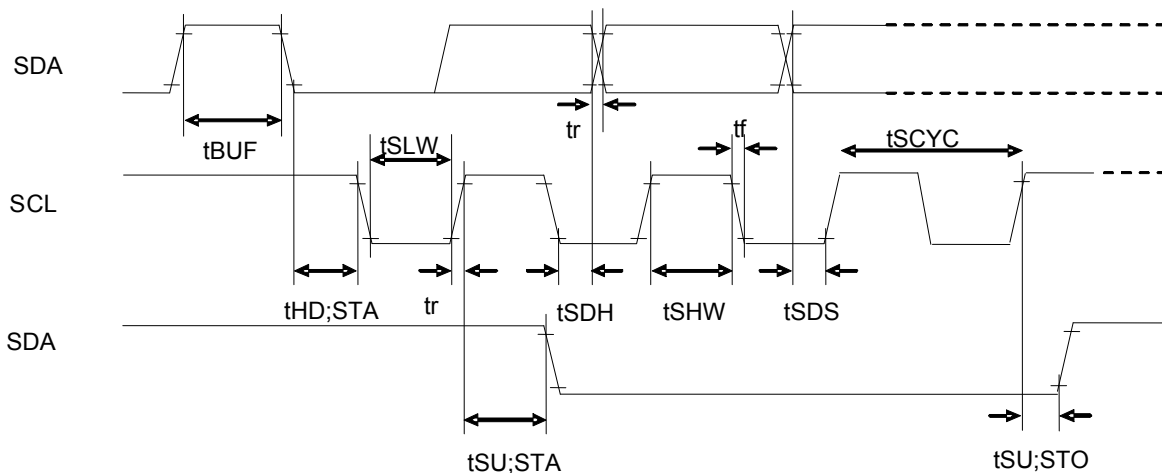 SDA
tBUF
tSLW
tr
tf
tSCYC
SCL
tHD;STA
tr
tSDH
tSHW
tSDS
SDA
tSU;STA
tSU;STO